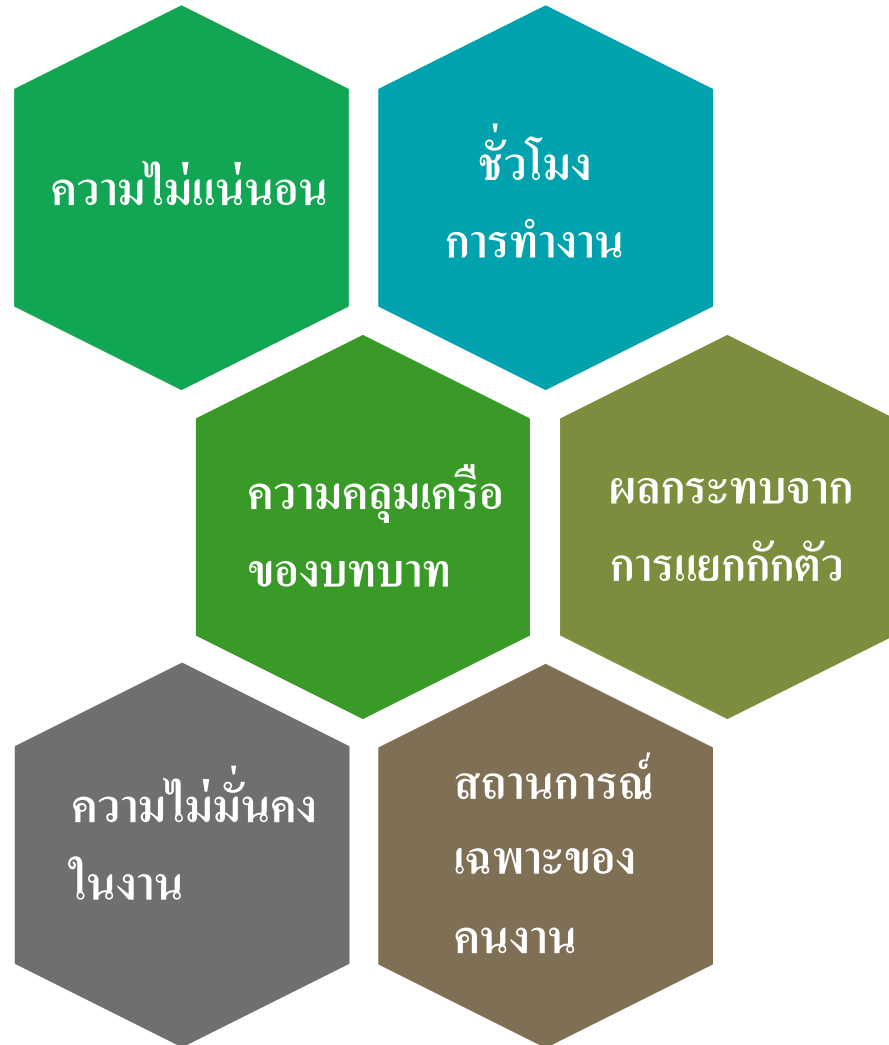 ความไม่แน่นอน
ชั่วโมง
การทำงาน
ความคลุมเครือ
ของบทบาท
ผลกระทบจาก
การแยกกักตัว
ความไม่มั่นคง
ในงาน
สถานการณ์
เฉพาะของ
คนงาน